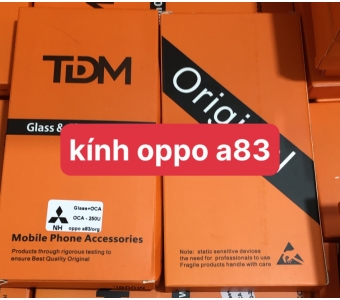 TDM
Glass &
kính oppo a83
Glass+OCA
OCA - 250U
NH oppo a83/org
Mobile Phone Accessories
Products through rigorous testing to
ensure Best Quality Original
Original
Note: static sensitive devices
the need for professionals to use
Fragile products handle with care